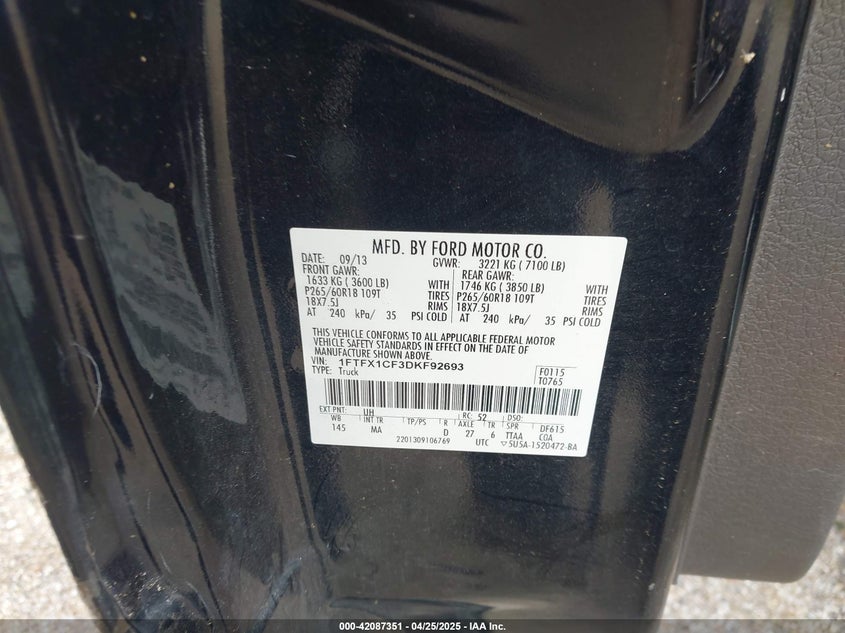 MFD. BY FORD MOTOR CO.
DATE: 09/13 GVWR: 3221 KG ( 7100 LB)
FRONT GAWR: REAR GAWR:
1633 KG ( 3600 LB) WITH 1746 KG ( 3850 LB) WITH
P265/60R18 109T TIRES P265/60R18 109T TIRES
18X7.5J RIMS 18X7.5J RIMS
AT 240 kPa/ 35 PSI COLD AT 240 kPa/ 35 PSI COLD
THIS VEHICLE CONFORMS TO ALL APPLICABLE FEDERAL MOTOR
VEHICLE SAFETY STANDARDS IN EFFECT ON THE DATE OF
MANUFACTURE SHOWN ABOVE.
VIN: 1FTFX1CF3DKF92693 F0115
TYPE: Truck T0765
EXT PNT: UH RC: 52 DSO:
WB INT TR TP/PS R AXLE TR SPR DF615
145 MA D 27 6 TTAA CGA
2201309106769 UTC ▽5U5A-1520472-BA
000-42087351 | 04/25/2025 - IAA Inc.